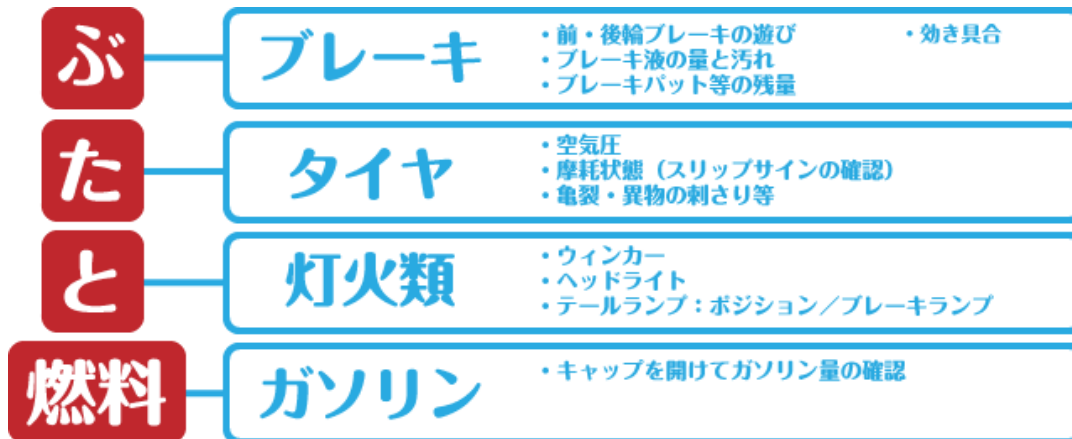 ぶ
ブレーキ
・前・後輪ブレーキの遊び ・効き具合
・ブレーキ液の量と汚れ
・ブレーキパット等の残量
た
タイヤ
・空気圧
・摩耗状態（スリップサインの確認）
・亀裂・異物の刺さり等
と
灯火類
・ウィンカー
・ヘッドライト
・テールランプ：ポジション／ブレーキランプ
燃料
ガソリン
・キャップを開けてガソリン量の確認